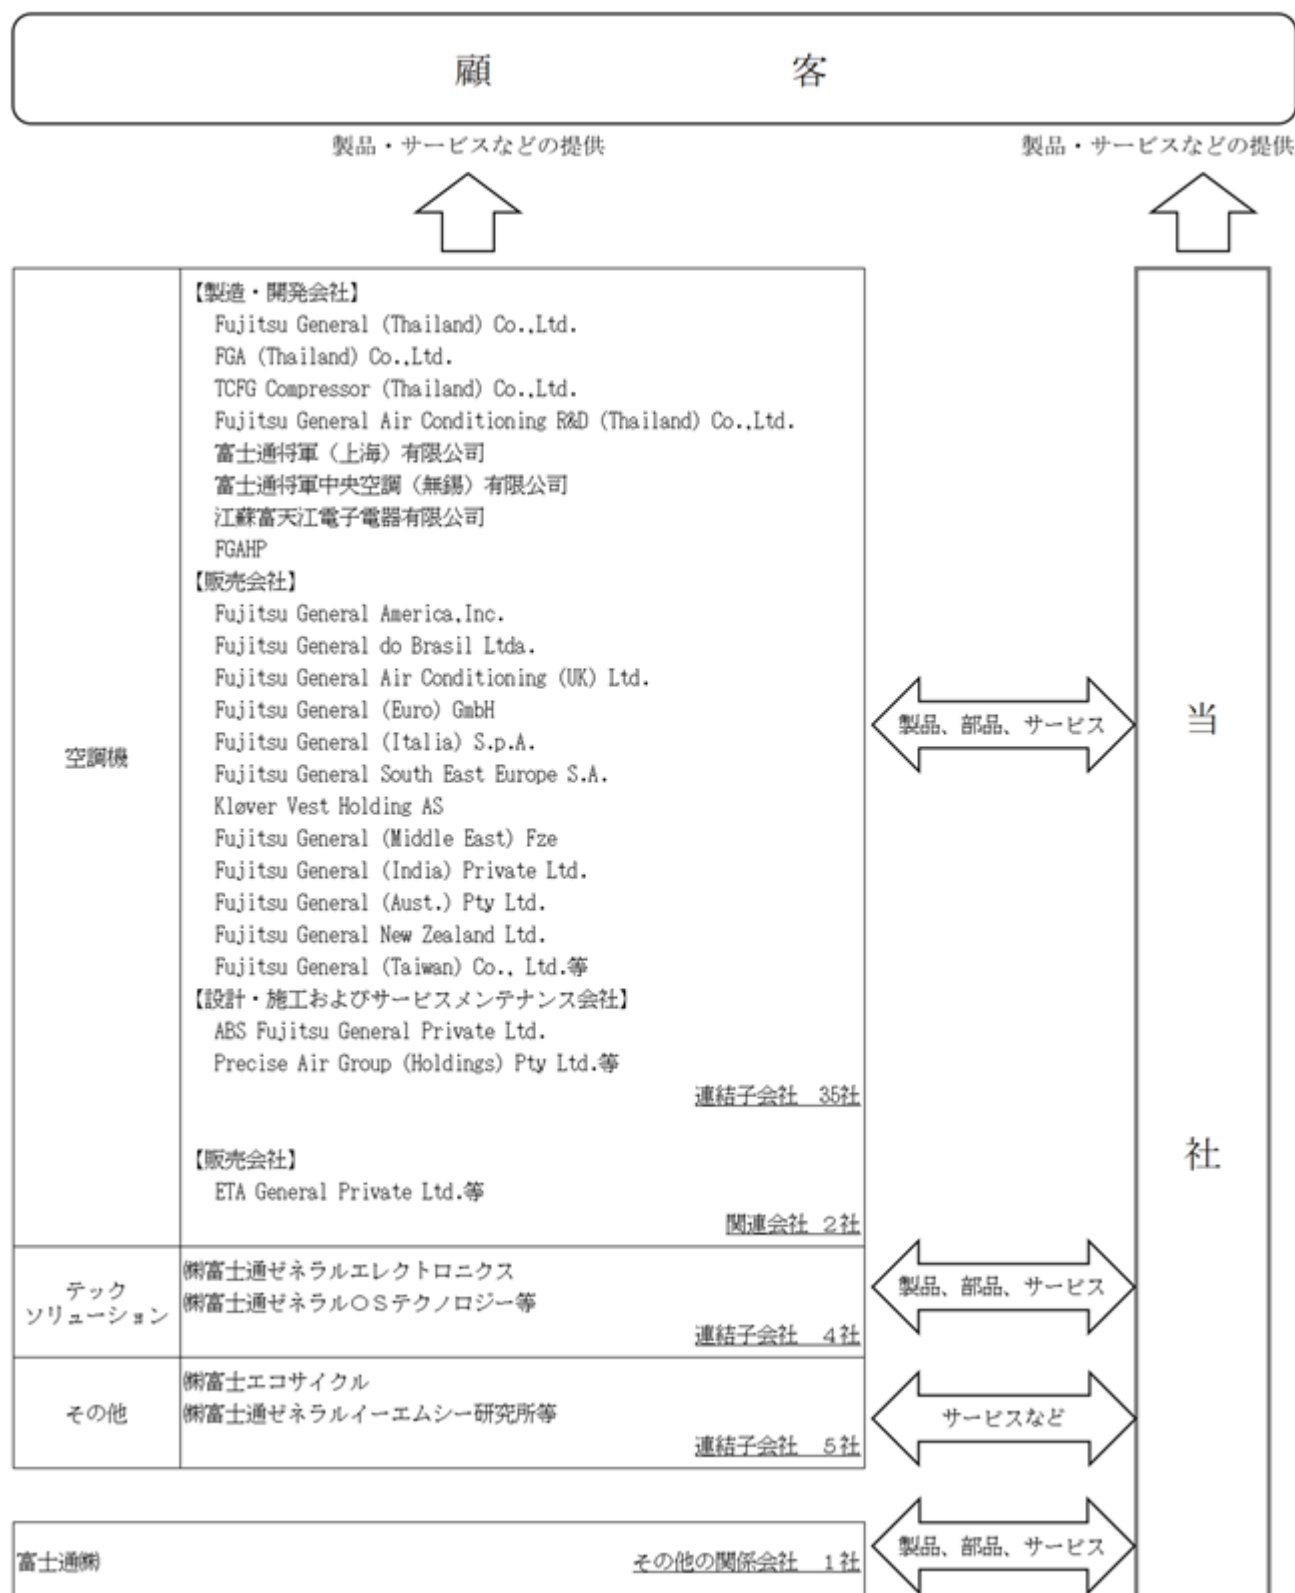 顧 客
製品・サービスなどの提供
製品・サービスなどの提供
空調機
【製造・開発会社】
Fujitsu General (Thailand) Co.,Ltd.
FGA (Thailand) Co.,Ltd.
TCFG Compressor (Thailand) Co.,Ltd.
Fujitsu General Air Conditioning R&D (Thailand) Co.,Ltd.
富士通将軍（上海）有限公司
富士通将軍中央空調（無錫）有限公司
江蘇富天江電子電器有限公司
FGAHP
【販売会社】
Fujitsu General America,Inc.
Fujitsu General do Brasil Ltda.
Fujitsu General Air Conditioning (UK) Ltd.
Fujitsu General (Euro) GmbH
Fujitsu General (Italia) S.p.A.
Fujitsu General South East Europe S.A.
Kløver Vest Holding AS
Fujitsu General (Middle East) Fze
Fujitsu General (India) Private Ltd.
Fujitsu General (Aust.) Pty Ltd.
Fujitsu General New Zealand Ltd.
Fujitsu General (Taiwan) Co., Ltd.等
【設計・施工およびサービスメンテナンス会社】
ABS Fujitsu General Private Ltd.
Precise Air Group (Holdings) Pty Ltd.等
連結子会社 35社
【販売会社】
ETA General Private Ltd.等
関連会社 2社
製品、部品、サービス
テック
ソリューション
㈱富士通ゼネラルエレクトロニクス
㈱富士通ゼネラルOSテクノロジー等
連結子会社 4社
製品、部品、サービス
その他
㈱富士エコサイクル
㈱富士通ゼネラルイーエムシー研究所等
連結子会社 5社
サービスなど
富士通㈱
その他の関係会社 1社
製品、部品、サービス
当
社